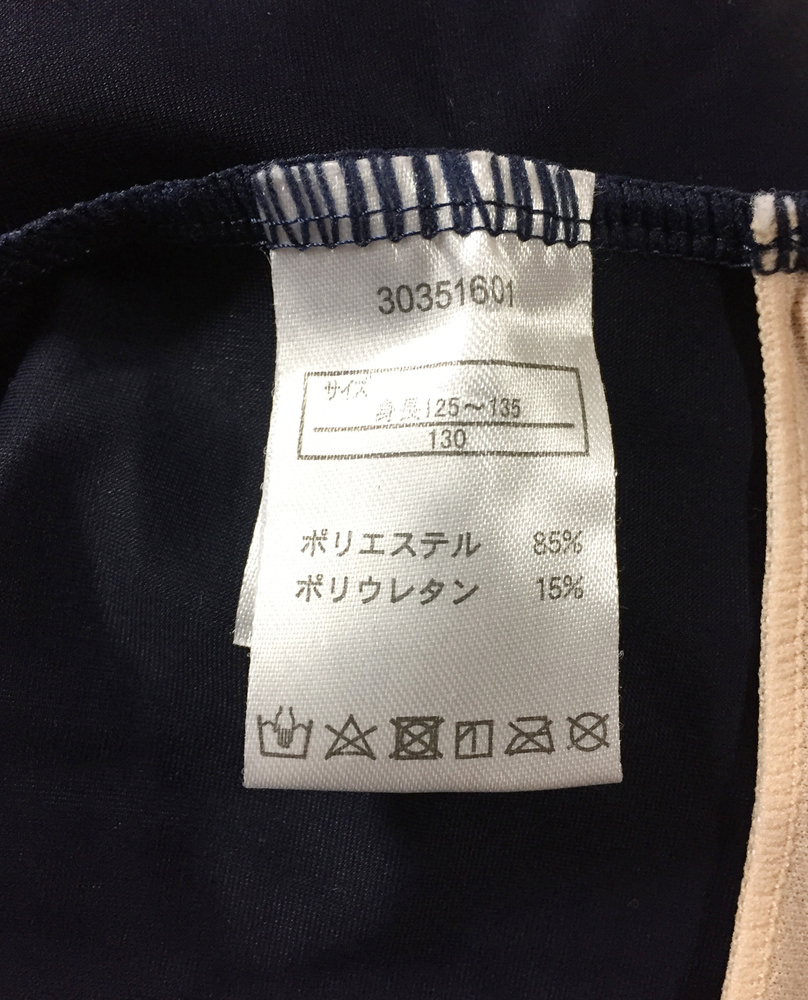 30351601
サイズ
身長125〜135
130
ポリエステル 85%
ポリウレタン 15%